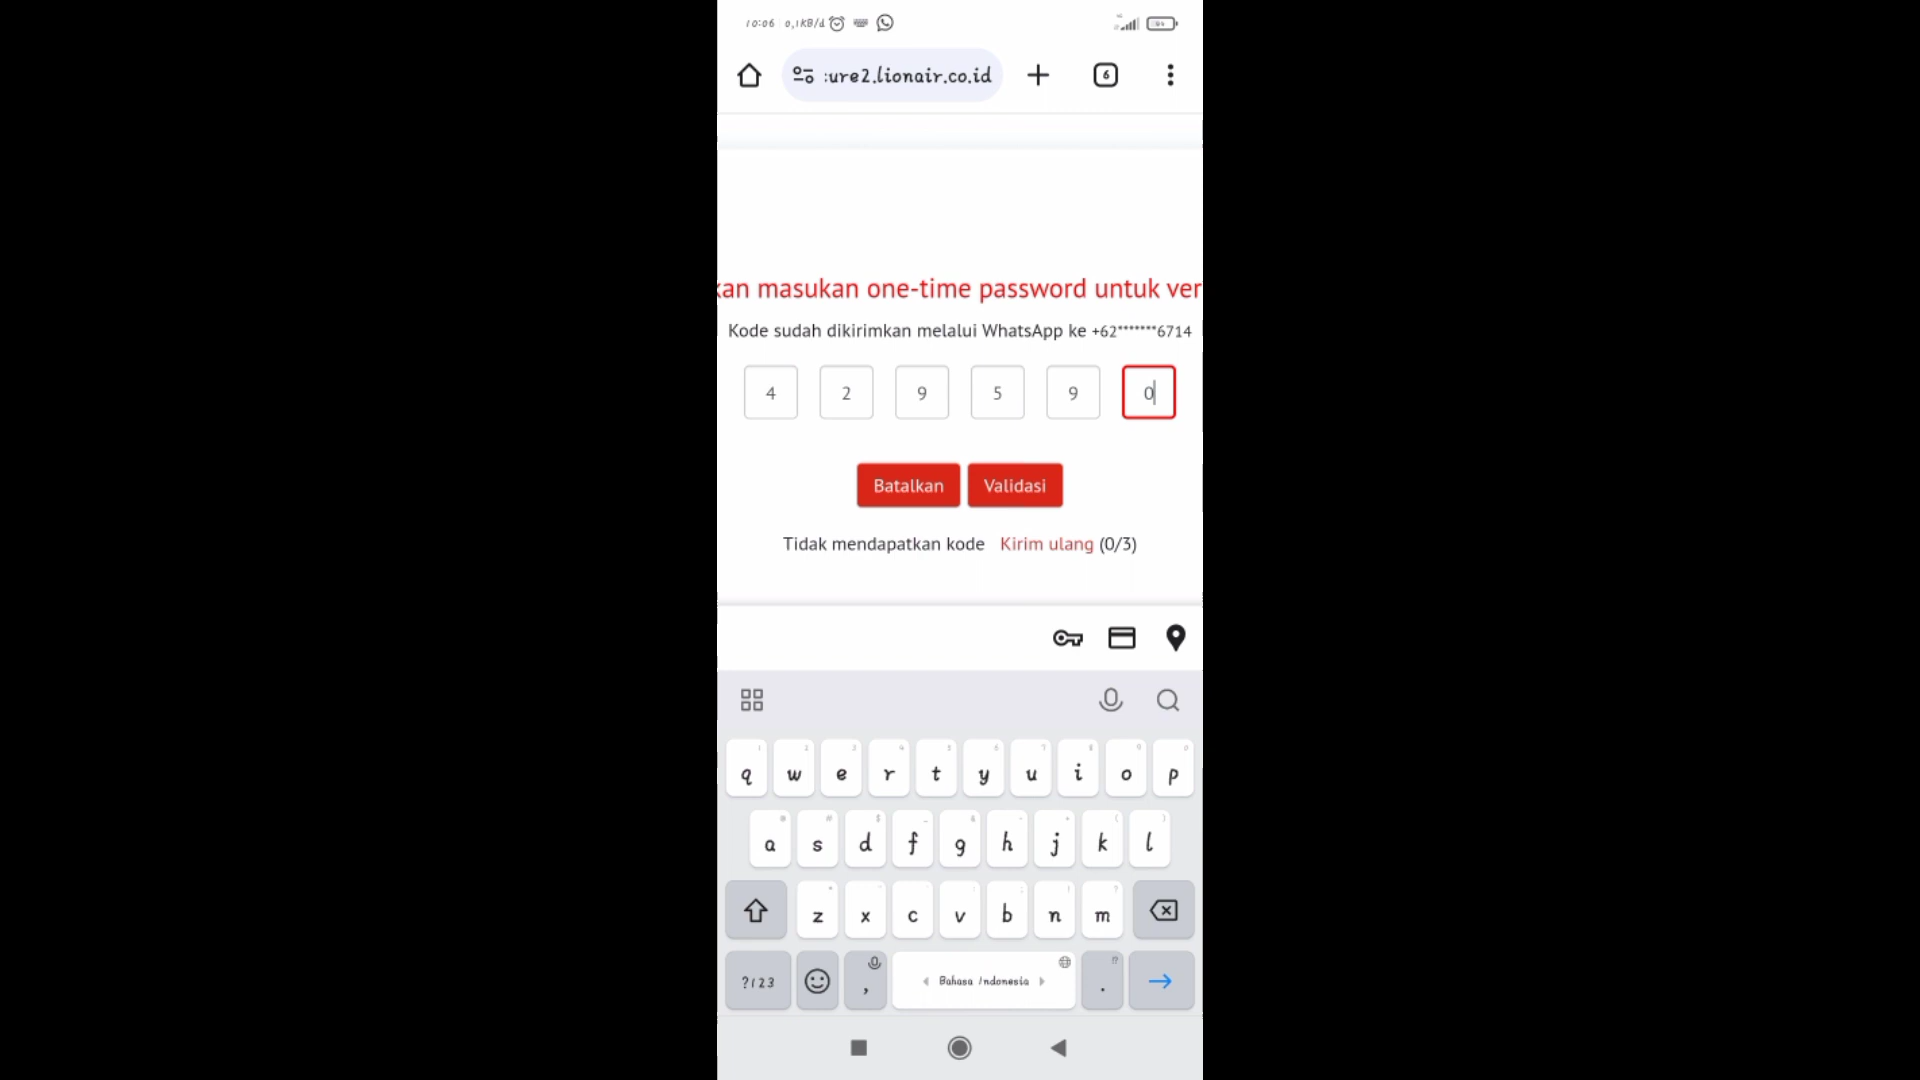 10:06 0,1KB/d
:ure2.lionair.co.id
6
kan masukan one-time password untuk ver
Kode sudah dikirimkan melalui WhatsApp ke +62*******6714
4 2 9 5 9 0
Batalkan Validasi
Tidak mendapatkan kode Kirim ulang (0/3)
q w e r t y u i o p
a s d f g h j k l
z x c v b n m
?123 , Bahasa Indonesia .